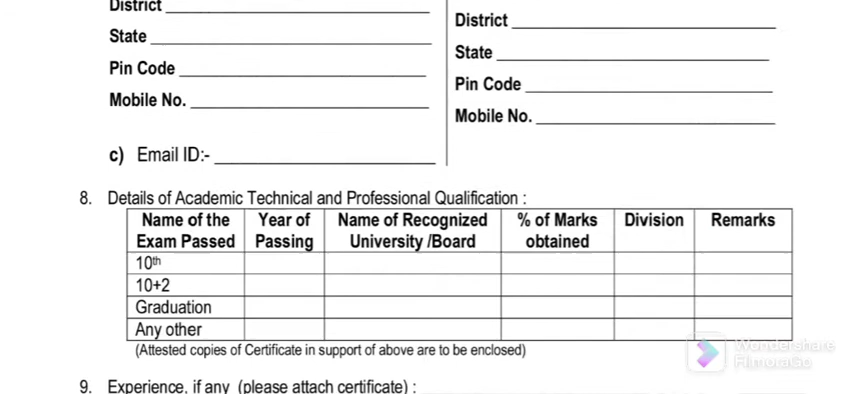 District
State
Pin Code
Mobile No.
c) Email ID:-
District
State
Pin Code
Mobile No.
8. Details of Academic Technical and Professional Qualification :
Name of the Exam Passed Year of Passing Name of Recognized University /Board % of Marks obtained Division Remarks
10th
10+2
Graduation
Any other
(Attested copies of Certificate in support of above are to be enclosed)
Wondershare
FilmoraGo
9. Experience, if any (please attach certificate) :